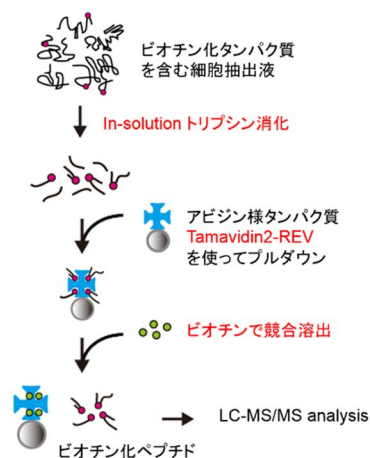 ビオチン化タンパク質
を含む細胞抽出液
In-solution トリプシン消化
アビジン様タンパク質
Tamavidin2-REV
を使ってプルダウン
ビオチンで競合溶出
LC-MS/MS analysis
ビオチン化ペプチド